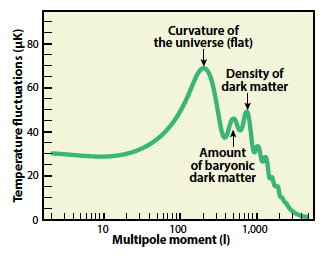 Temperature fluctuations (μK)
80
60
40
20
0
Curvature of
the universe (flat)
Density of
dark matter
Amount
of baryonic
dark matter
10
100
1,000
Multipole moment (l)